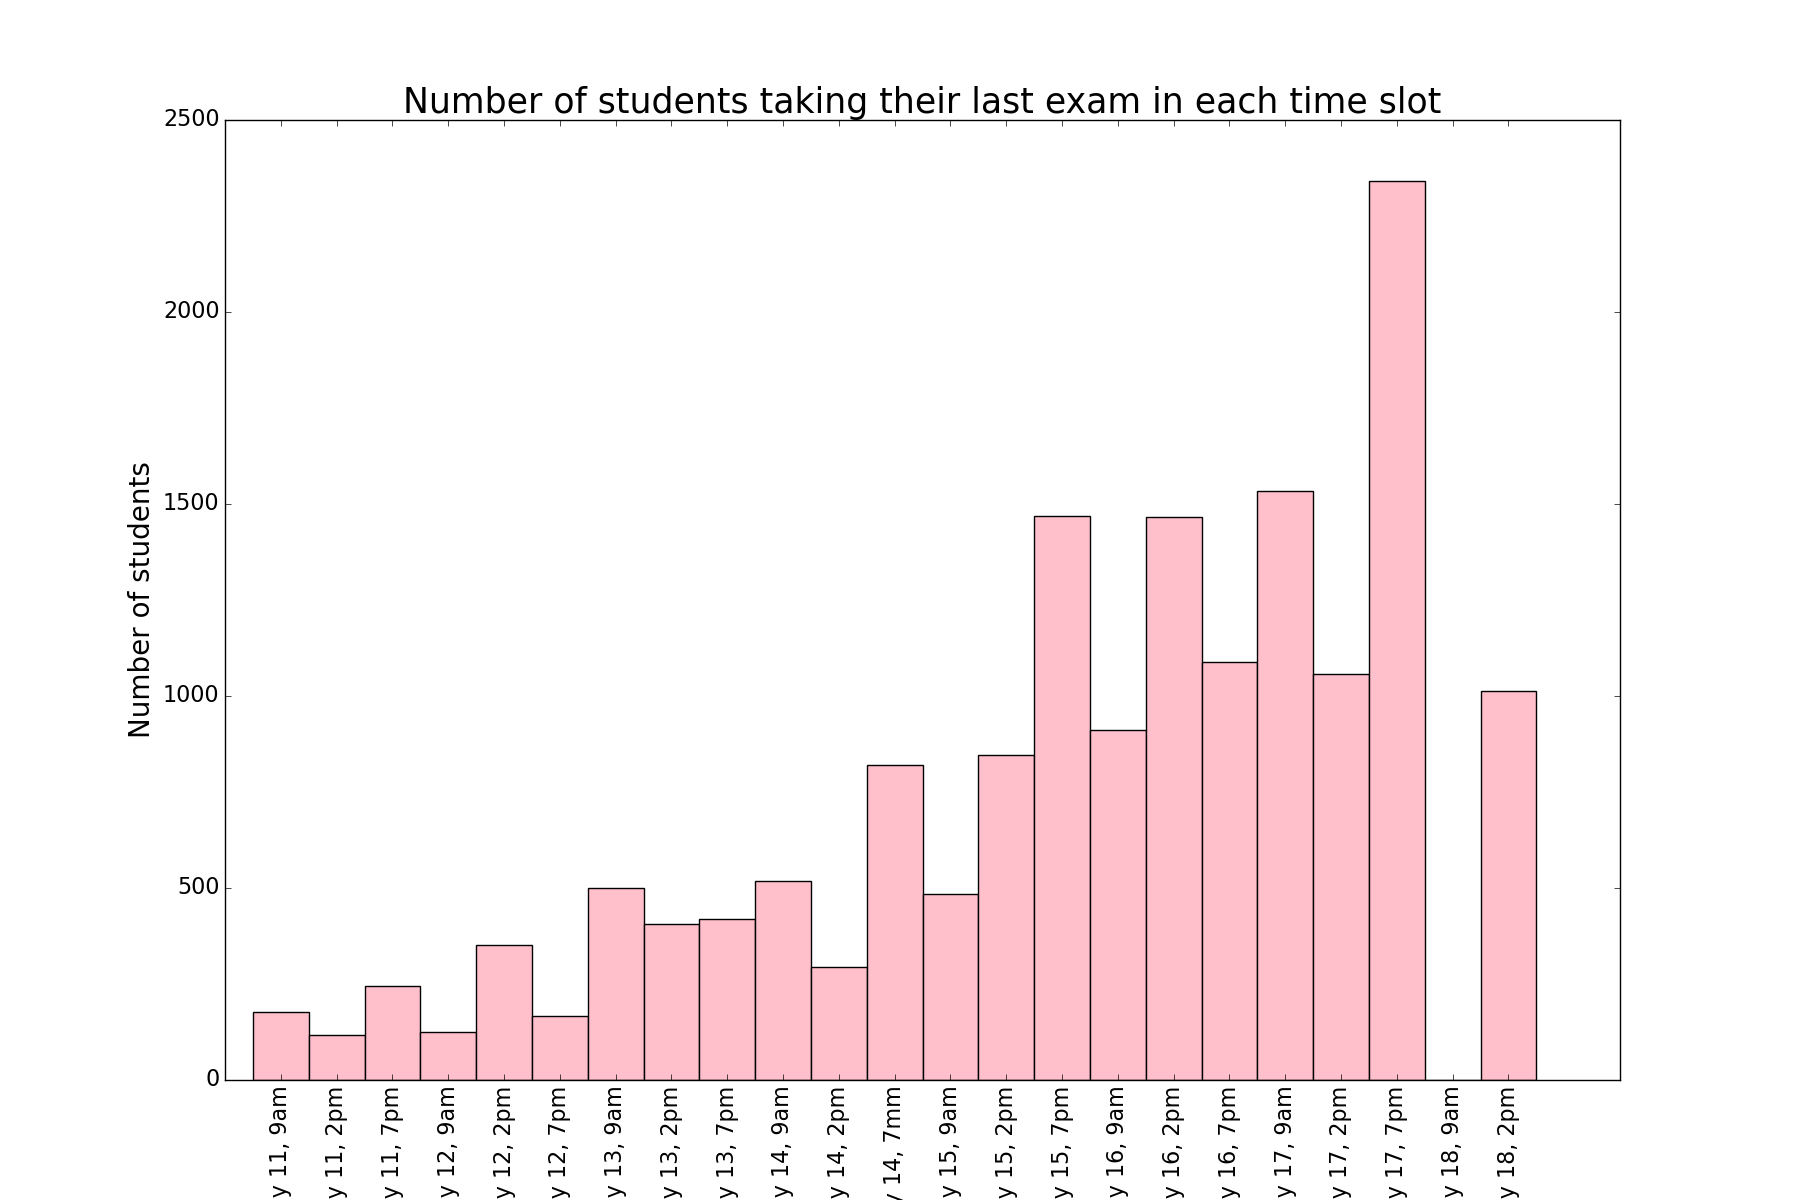 Number of students taking their last exam in each time slot
Number of students
2500
2000
1500
1000
500
0
y 11, 9am
y 11, 2pm
y 11, 7pm
y 12, 9am
y 12, 2pm
y 12, 7pm
y 13, 9am
y 13, 2pm
y 13, 7pm
y 14, 9am
y 14, 2pm
y 14, 7mm
y 15, 9am
y 15, 2pm
y 15, 7pm
y 16, 9am
y 16, 2pm
y 16, 7pm
y 17, 9am
y 17, 2pm
y 17, 7pm
y 18, 9am
y 18, 2pm